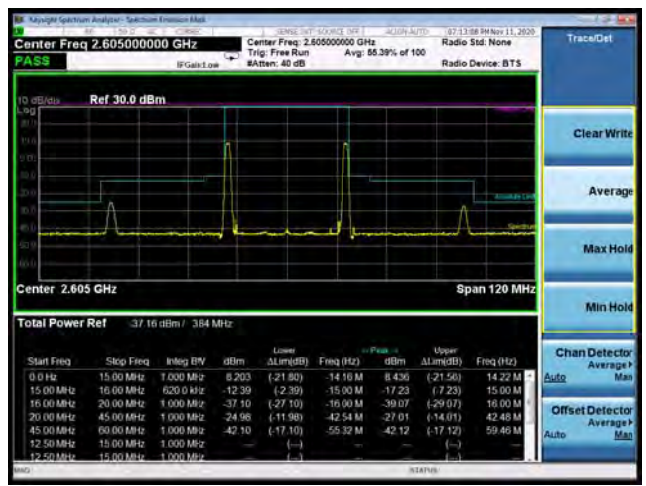 Keysight Spectrum Analyzer - Spectrum Emission Mask
SENSE:INT SOURCE OFF ALIGN AUTO 07:13:08 PM Nov 11, 2020
Center Freq 2.605000000 GHz
Center Freq: 2.605000000 GHz
Radio Std: None
Trig: Free Run
Avg: 55.39% of 100
PASS
IFGain:Low
#Atten: 40 dB
Radio Device: BTS
10 dB/div Ref 30.0 dBm
Log
Absolute Limit
Spectrum
Center 2.605 GHz
Span 120 MHz
Total Power Ref 37.16 dBm / 384 MHz
Lower <- Peak -> Upper
Start Freq Stop Freq Integ BW dBm ΔLim(dB) Freq (Hz) dBm ΔLim(dB) Freq (Hz)
0.0 Hz 15.00 MHz 1.000 MHz 8.203 (-21.80) -14.16 M 8.436 (-21.56) 14.22 M
15.00 MHz 16.00 MHz 620.0 kHz -12.39 (-2.39) -15.00 M -17.23 (-7.23) 15.00 M
16.00 MHz 20.00 MHz 1.000 MHz -37.10 (-27.10) -16.00 M -39.07 (-29.07) 16.00 M
20.00 MHz 45.00 MHz 1.000 MHz -24.98 (-11.98) -42.54 M -27.01 (-14.01) 42.48 M
45.00 MHz 60.00 MHz 1.000 MHz -42.10 (-17.10) -55.32 M -42.12 (-17.12) 59.46 M
12.50 MHz 15.00 MHz 1.000 MHz --- (---) --- (---)
12.50 MHz 15.00 MHz 1.000 MHz --- (---) --- (---)
MSG
STATUS
Trace/Det
Clear Write
Average
Max Hold
Min Hold
Chan Detector
Average
Auto Man
Offset Detector
Average
Auto Man